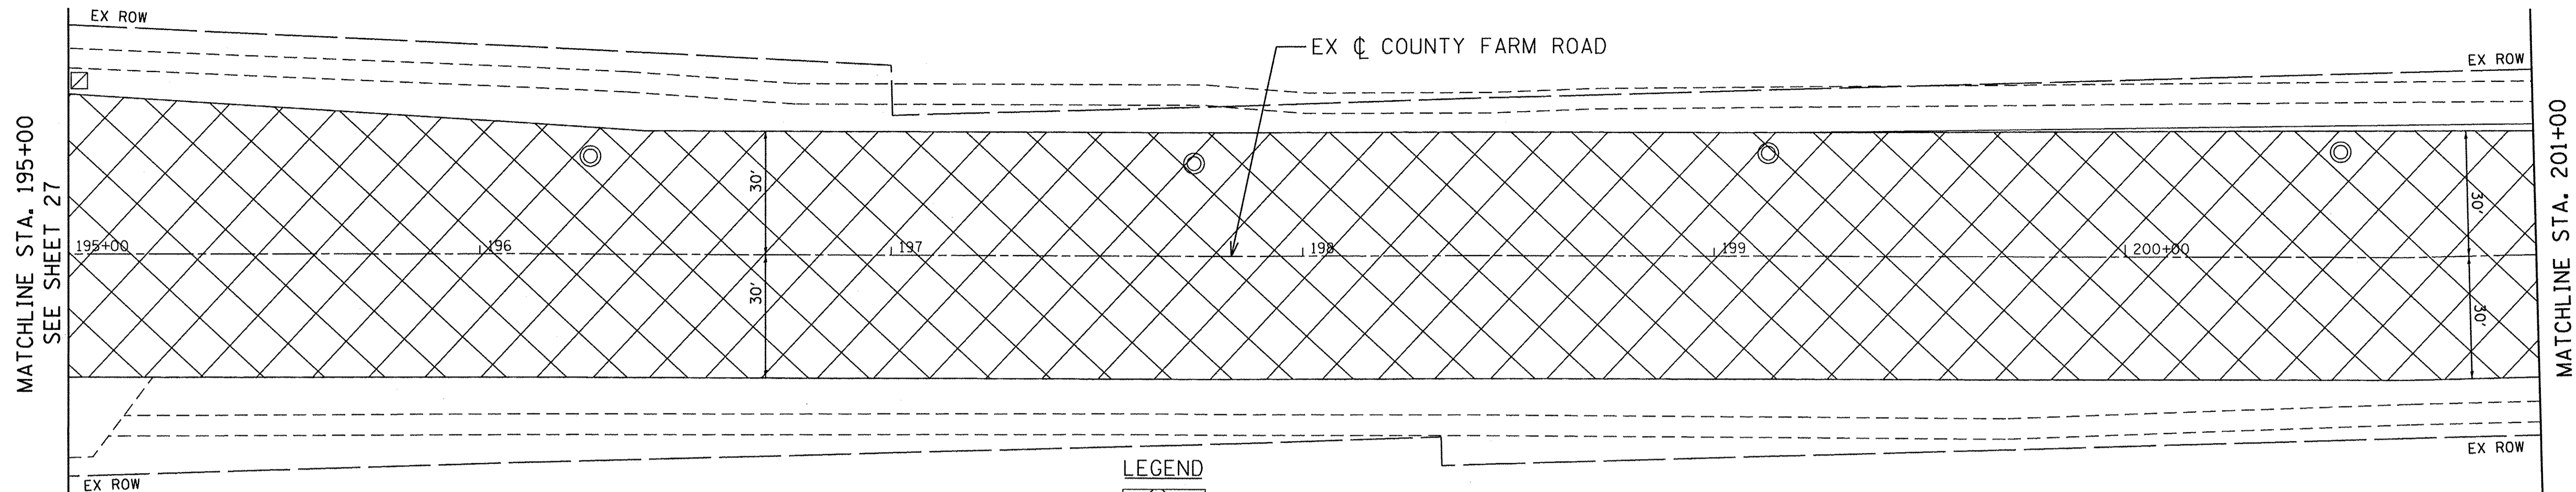 EX ROW
EX ℄ COUNTY FARM ROAD
EX ROW
MATCHLINE STA. 195+00
SEE SHEET 27
30'
30'
195+00
196
197
198
199
200+00
30'
30'
MATCHLINE STA. 201+00
EX ROW
LEGEND
EX ROW